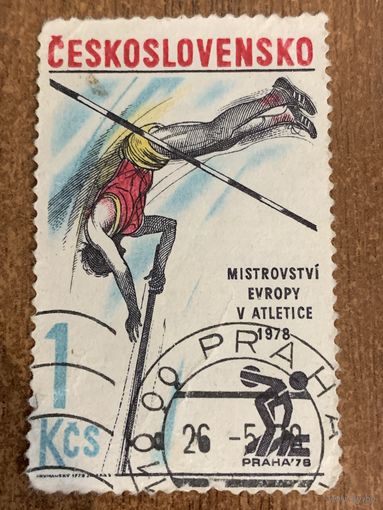 ČESKOSLOVENSKO
MISTROVSTVÍ
EVROPY
V ATLETICE
1978
1
Kčs
PRAHA
26 -5
PRAHA'78